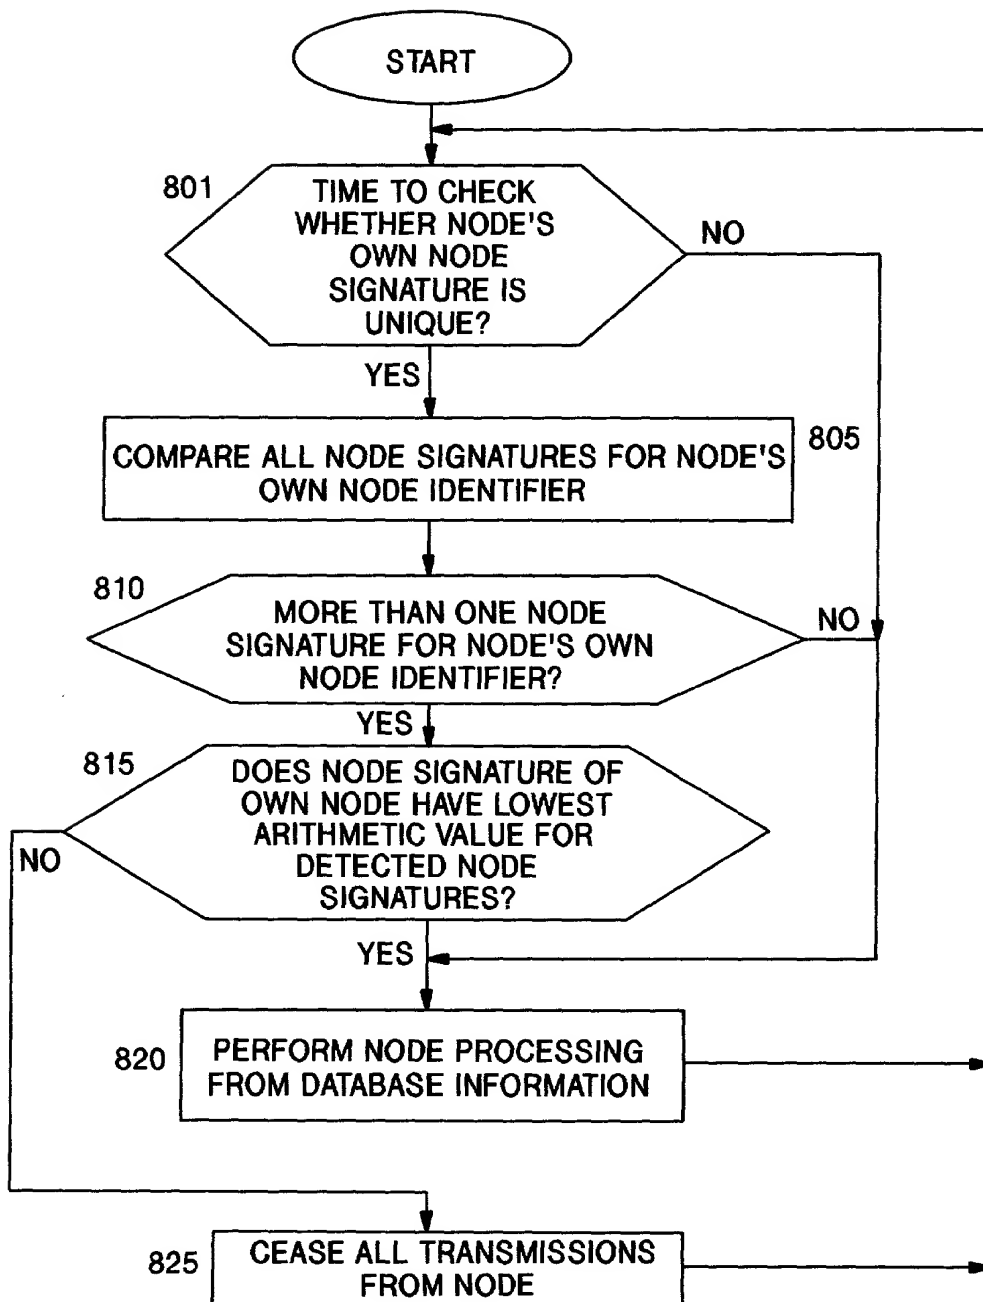 START
801
TIME TO CHECK
WHETHER NODE'S
OWN NODE
SIGNATURE IS
UNIQUE?
NO
YES
805
COMPARE ALL NODE SIGNATURES FOR NODE'S
OWN NODE IDENTIFIER
810
MORE THAN ONE NODE
SIGNATURE FOR NODE'S OWN
NODE IDENTIFIER?
NO
YES
815
DOES NODE SIGNATURE OF
OWN NODE HAVE LOWEST
ARITHMETIC VALUE FOR
DETECTED NODE
SIGNATURES?
NO
YES
820
PERFORM NODE PROCESSING
FROM DATABASE INFORMATION
825
CEASE ALL TRANSMISSIONS
FROM NODE